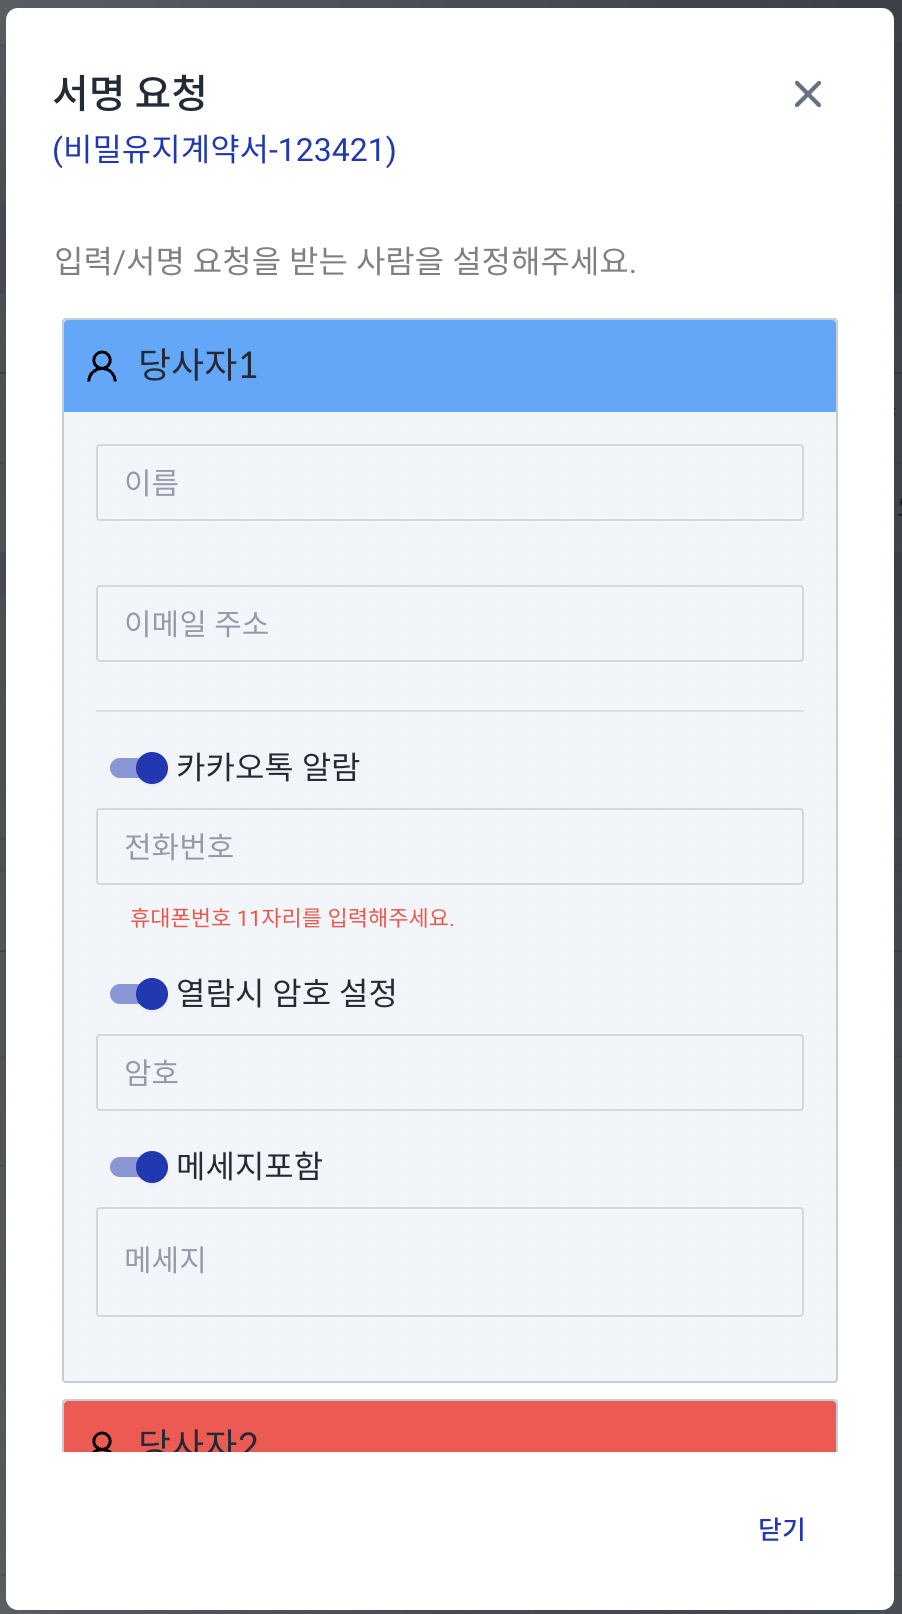 서명 요청
(비밀유지계약서-123421)
입력/서명 요청을 받는 사람을 설정해주세요.
당사자1
이름
이메일 주소
카카오톡 알람
전화번호
휴대폰번호 11자리를 입력해주세요.
열람시 암호 설정
암호
메세지포함
메세지
당사자2
닫기